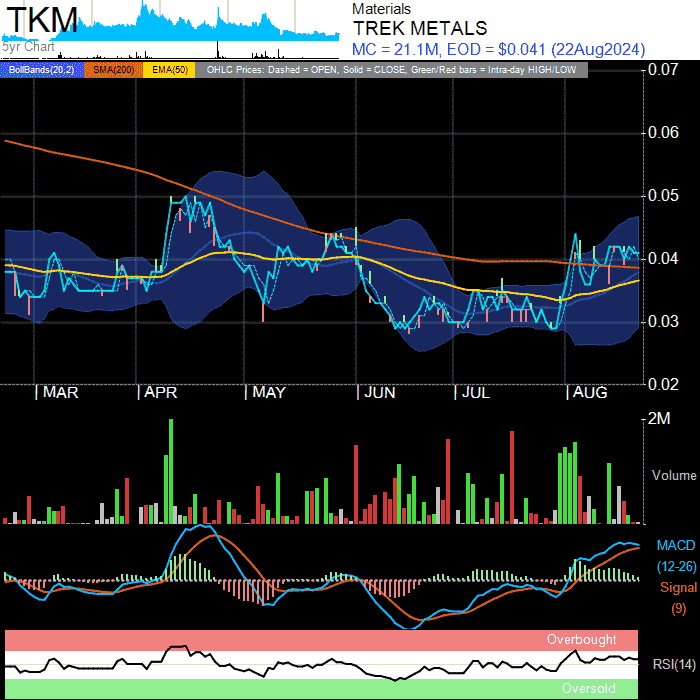 TKM
5yr Chart
Materials
TREK METALS
MC = 21.1M, EOD = $0.041 (22Aug2024)
BollBands(20,2) SMA(200) EMA(50) OHLC Prices: Dashed = OPEN, Solid = CLOSE, Green/Red bars = Intra-day HIGH/LOW
0.07
0.06
0.05
0.04
0.03
0.02
MAR APR MAY JUN JUL AUG
2M
Volume
MACD
(12-26)
Signal
(9)
Overbought
RSI(14)
Oversold